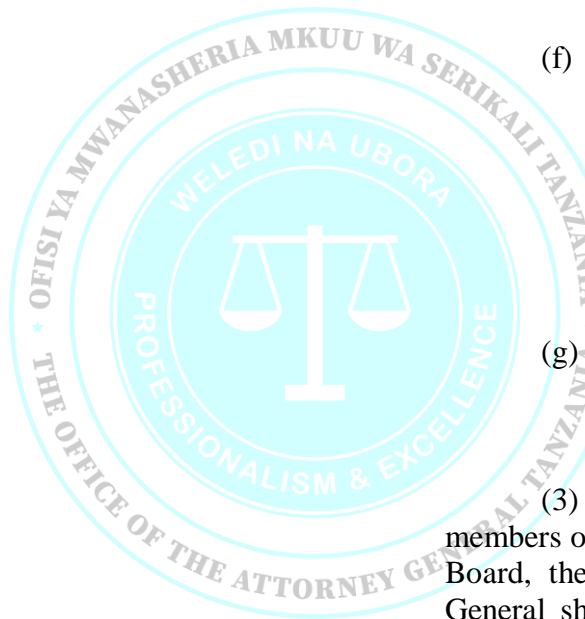 OFISI YA MWANASHERIA MKUU WA SERIKALI TANZANIA
WELEDI NA UBORA
(f)
PROFESSIONALISM & EXCELLENCE
(g)
* THE OFFICE OF THE ATTORNEY GENERAL TANZANIA
(3)
members
Board, the
General